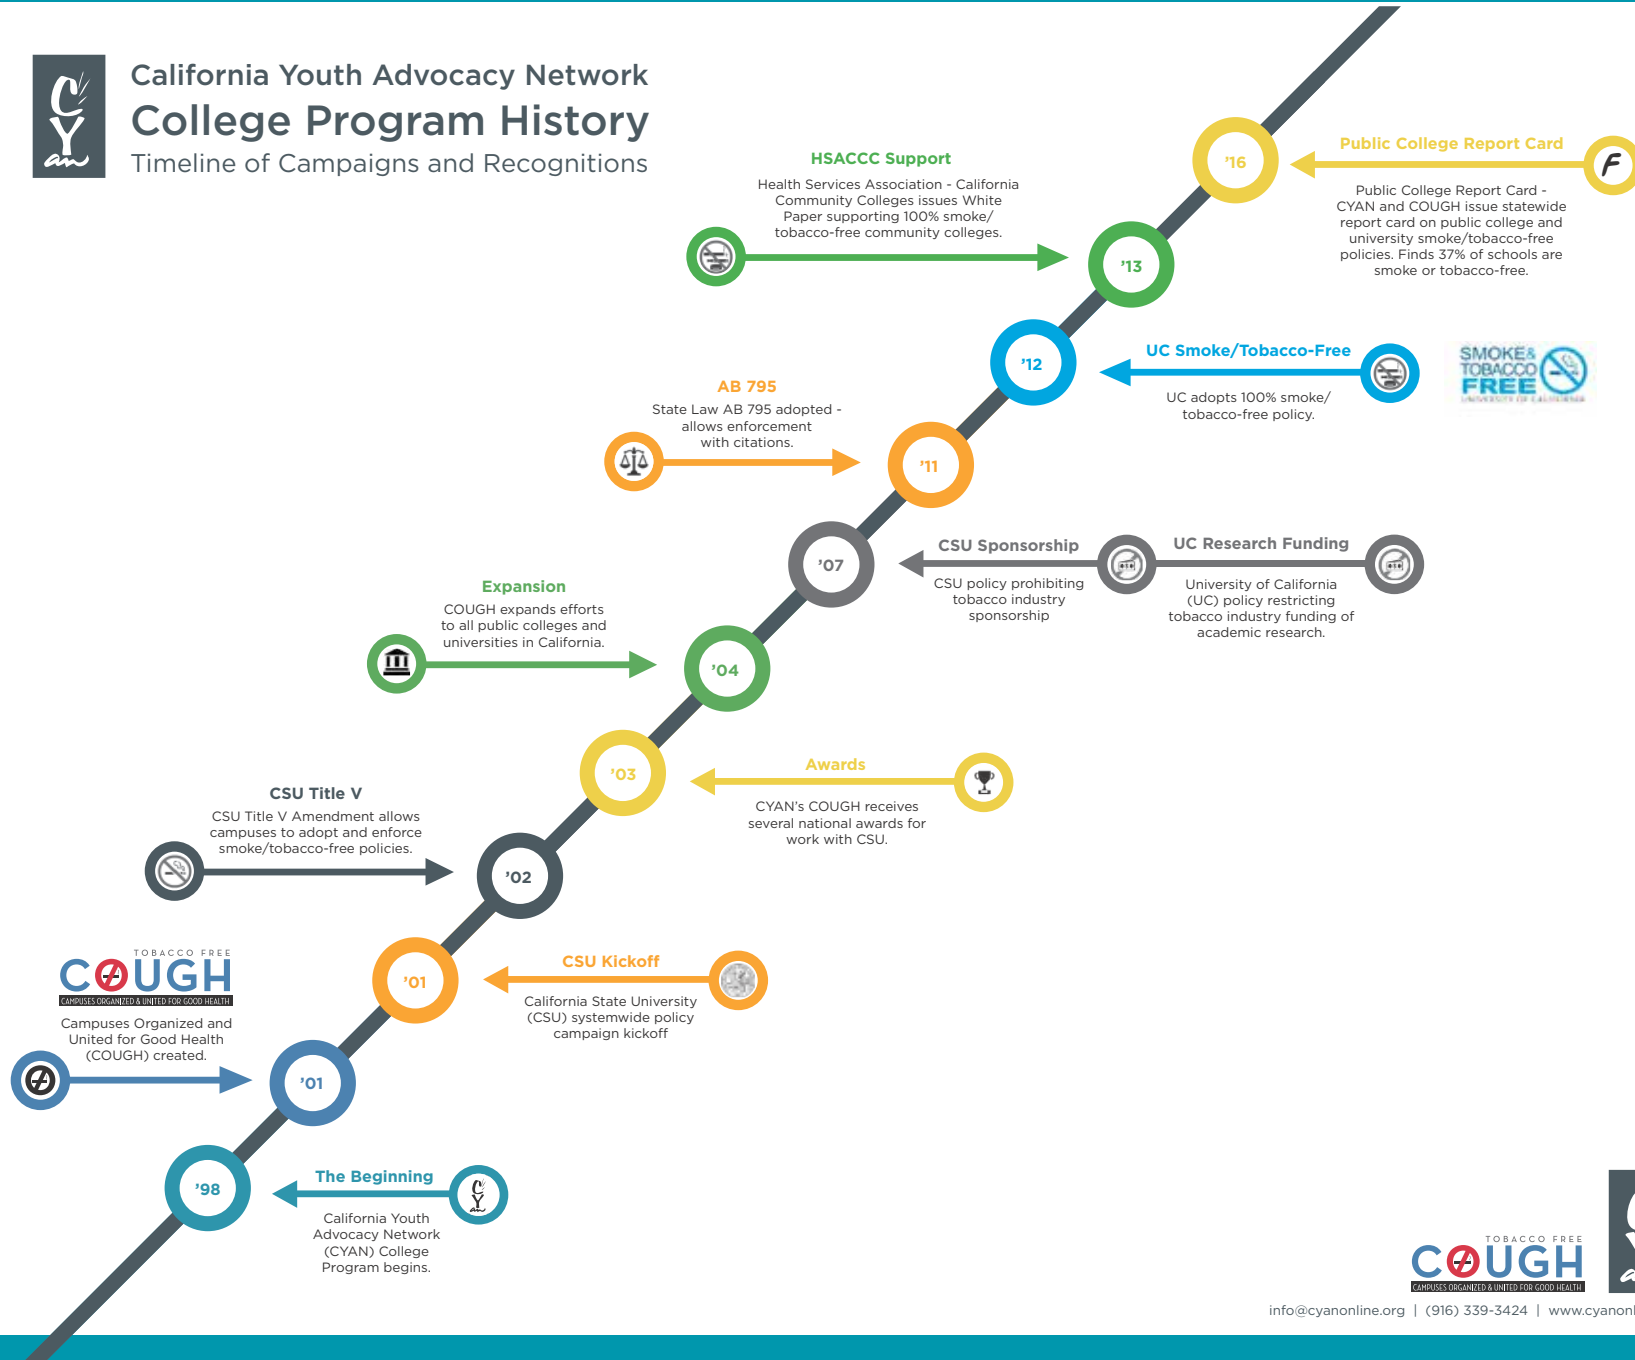 California Youth Advocacy Network
College Program History
Timeline of Campaigns and Recognitions
CYan
HSACCC Support
Health Services Association - California
Community Colleges issues White
Paper supporting 100% smoke/
tobacco-free community colleges.
'16
Public College Report Card
F
Public College Report Card -
CYAN and COUGH issue statewide
report card on public college and
university smoke/tobacco-free
policies. Finds 37% of schools are
smoke or tobacco-free.
'13
'12
UC Smoke/Tobacco-Free
UC adopts 100% smoke/
tobacco-free policy.
SMOKE&
TOBACCO
FREE
UNIVERSITY OF CALIFORNIA
AB 795
State Law AB 795 adopted -
allows enforcement
with citations.
'11
'07
CSU Sponsorship
CSU policy prohibiting
tobacco industry
sponsorship
UC Research Funding
University of California
(UC) policy restricting
tobacco industry funding of
academic research.
Expansion
COUGH expands efforts
to all public colleges and
universities in California.
'04
'03
Awards
CYAN's COUGH receives
several national awards for
work with CSU.
CSU Title V
CSU Title V Amendment allows
campuses to adopt and enforce
smoke/tobacco-free policies.
'02
'01
CSU Kickoff
California State University
(CSU) systemwide policy
campaign kickoff
TOBACCO FREE
COUGH
CAMPUSES ORGANIZED & UNITED FOR GOOD HEALTH
Campuses Organized and
United for Good Health
(COUGH) created.
'01
'98
The Beginning
CYan
California Youth
Advocacy Network
(CYAN) College
Program begins.
TOBACCO FREE
COUGH
CAMPUSES ORGANIZED & UNITED FOR GOOD HEALTH
info@cyanonline.org | (916) 339-3424 | www.cyanonl